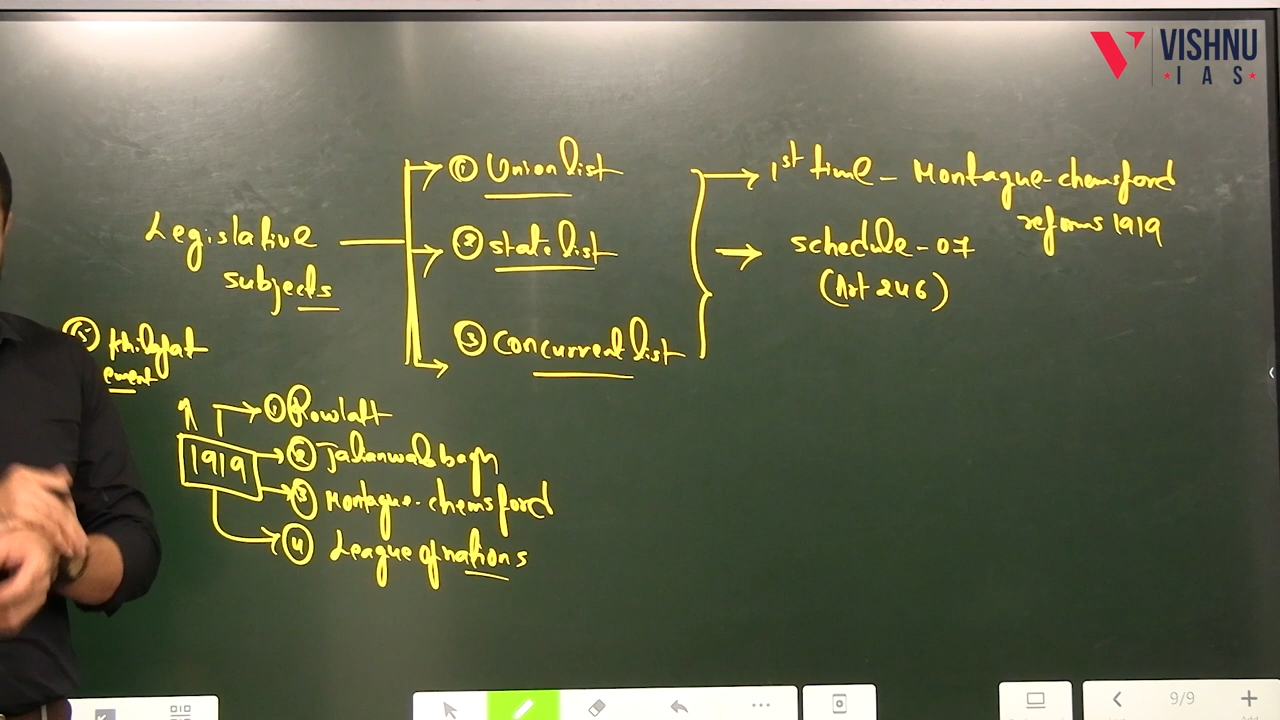 VISHNU
IAS
Legislative
subjects
① Union list
② state list
③ concurrent list
1st time - Montague-chemsford
reforms 1919
schedule-07
(Art 246)
⑤
ement
1919
① Rowlatt
② Jalianwala bagh
③ Montague-chemsford
④ League of nations
9/9